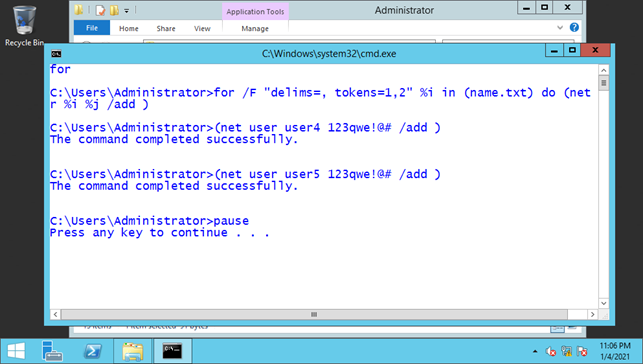 Application Tools
Administrator
File
Home
Share
View
Manage
Recycle Bin
C:\Windows\system32\cmd.exe
for
C:\Users\Administrator>for /F "delims=, tokens=1,2" %i in (name.txt) do (net
r %i %j /add )
C:\Users\Administrator>(net user user4 123qwe!@# /add )
The command completed successfully.
C:\Users\Administrator>(net user user5 123qwe!@# /add )
The command completed successfully.
C:\Users\Administrator>pause
Press any key to continue . . .
11:06 PM
1/4/2021